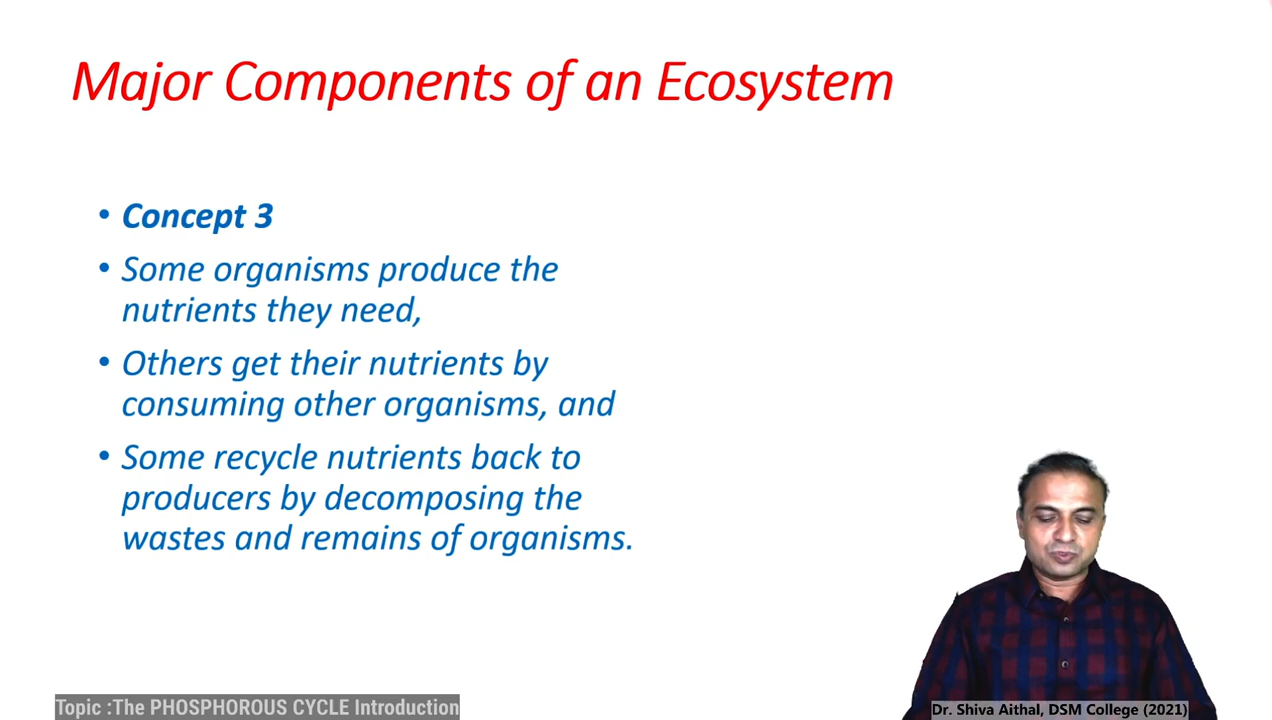 Major Components of an Ecosystem
• Concept 3
• Some organisms produce the
nutrients they need,
• Others get their nutrients by
consuming other organisms, and
• Some recycle nutrients back to
producers by decomposing the
wastes and remains of organisms.
Topic :The PHOSPHOROUS CYCLE Introduction
Dr. Shiva Aithal, DSM College (2021)